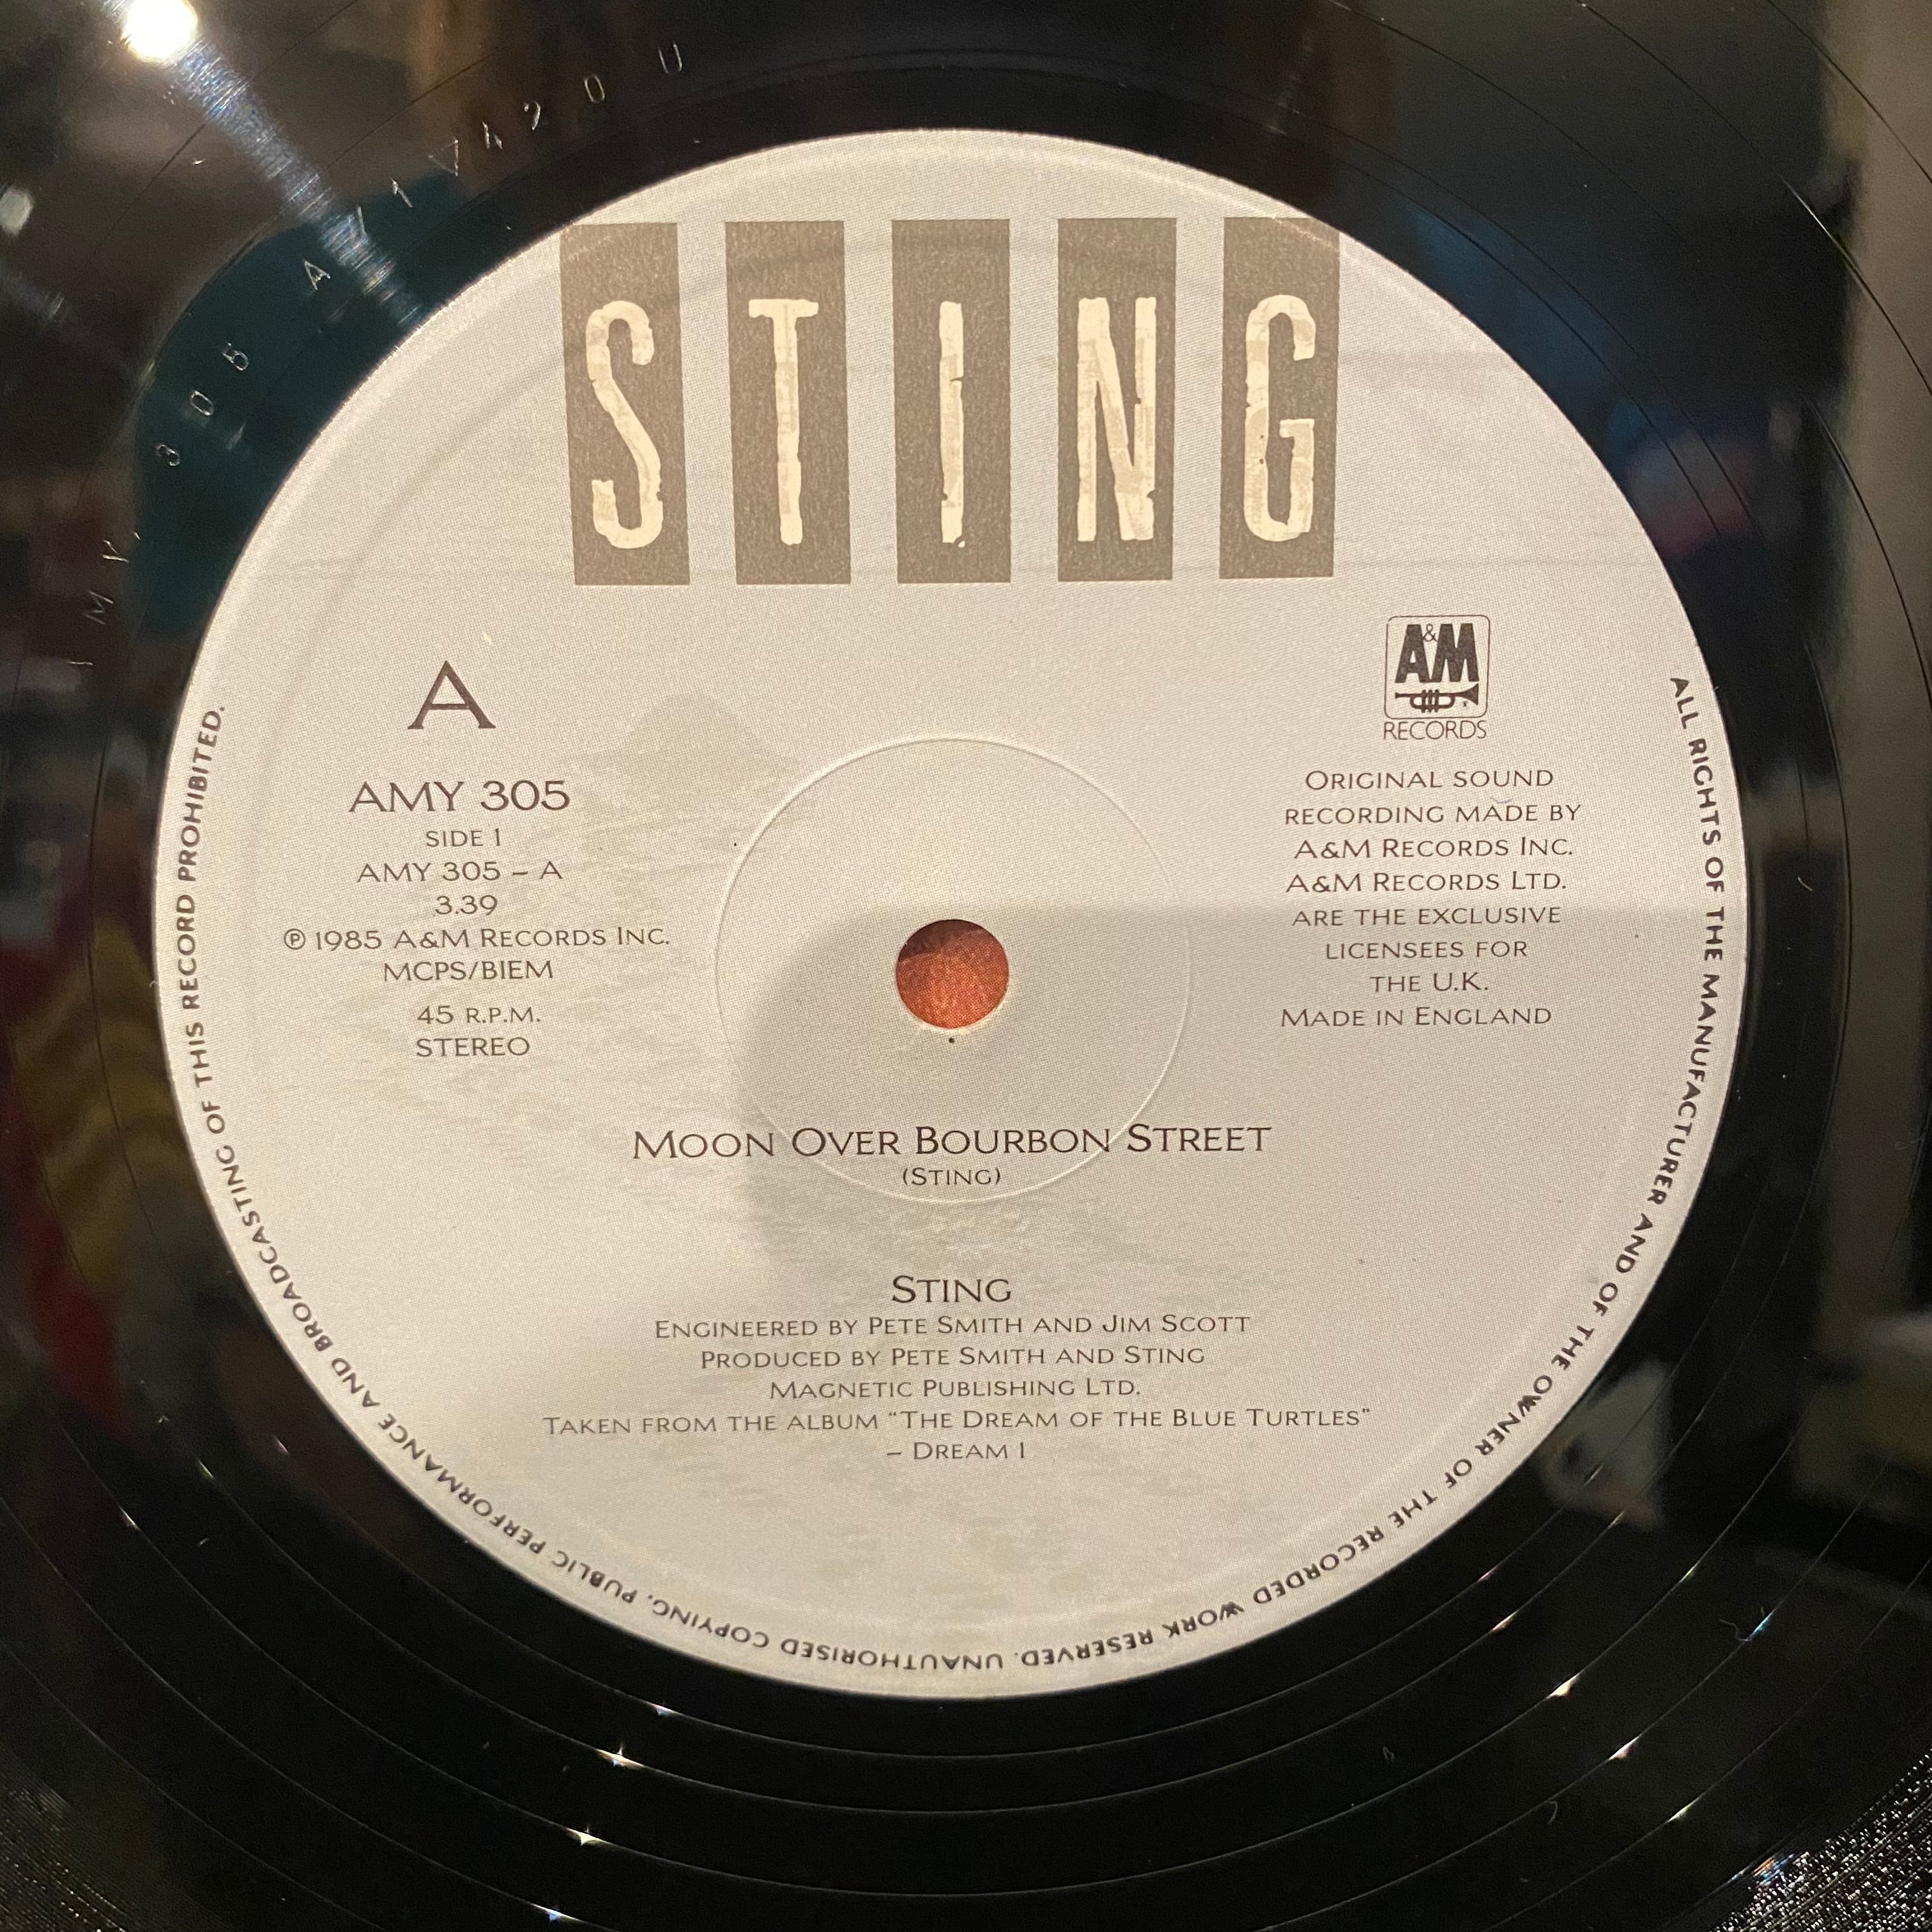 STING
A
AMY 305
SIDE 1
AMY 305 – A
3.39
℗ 1985 A&M RECORDS INC.
MCPS/BIEM
45 R.P.M.
STEREO
A&M
RECORDS
ORIGINAL SOUND
RECORDING MADE BY
A&M RECORDS INC.
A&M RECORDS LTD.
ARE THE EXCLUSIVE
LICENSEES FOR
THE U.K.
MADE IN ENGLAND
MOON OVER BOURBON STREET
(STING)
STING
ENGINEERED BY PETE SMITH AND JIM SCOTT
PRODUCED BY PETE SMITH AND STING
MAGNETIC PUBLISHING LTD.
TAKEN FROM THE ALBUM "THE DREAM OF THE BLUE TURTLES"
– DREAM 1
ALL RIGHTS OF THE MANUFACTURER AND OF THE OWNER OF THE RECORDED WORK RESERVED. UNAUTHORISED COPYING, PUBLIC PERFORMANCE AND BROADCASTING OF THIS RECORD PROHIBITED.